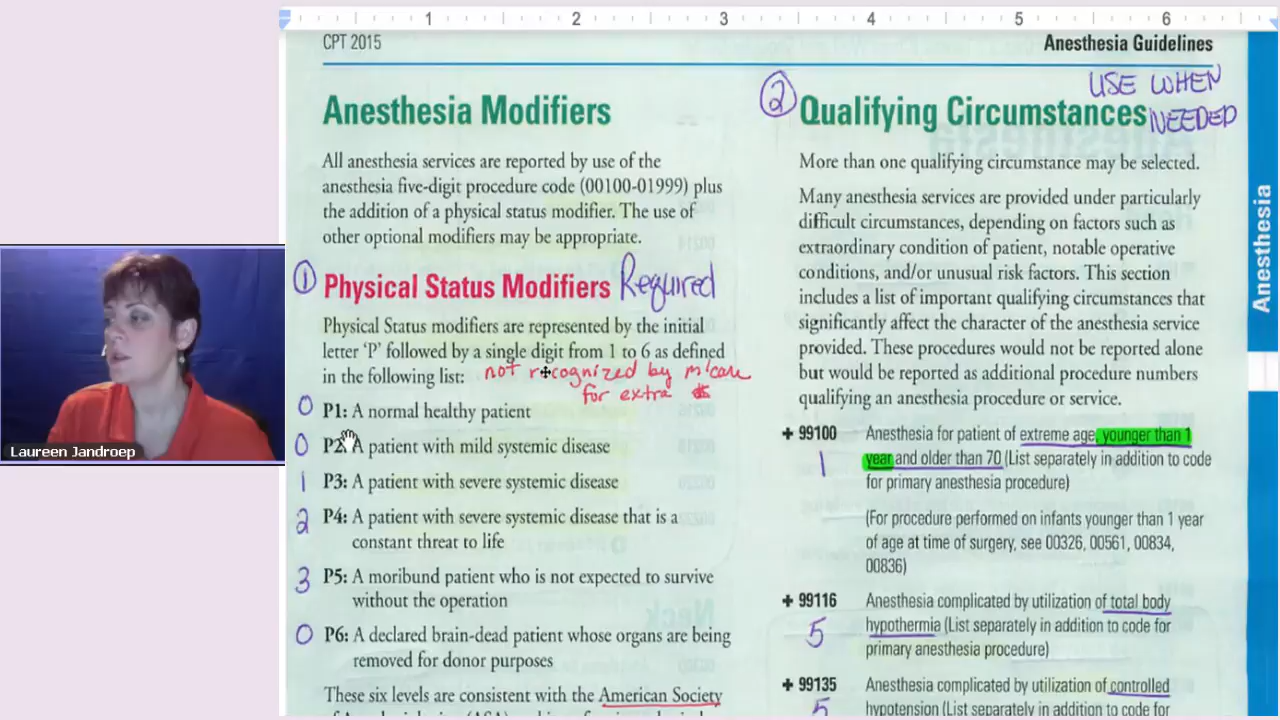 1 2 3 4 5 6
CPT 2015
Anesthesia Guidelines
Anesthesia Modifiers
All anesthesia services are reported by use of the
anesthesia five-digit procedure code (00100-01999) plus
the addition of a physical status modifier. The use of
other optional modifiers may be appropriate.
1 Physical Status Modifiers Required
Physical Status modifiers are represented by the initial
letter 'P' followed by a single digit from 1 to 6 as defined
in the following list: not recognized by m'care
for extra $
0 P1: A normal healthy patient
0 P2: A patient with mild systemic disease
1 P3: A patient with severe systemic disease
2 P4: A patient with severe systemic disease that is a
constant threat to life
3 P5: A moribund patient who is not expected to survive
without the operation
0 P6: A declared brain-dead patient whose organs are being
removed for donor purposes
These six levels are consistent with the American Society
USE WHEN
2 Qualifying Circumstances NEEDED
More than one qualifying circumstance may be selected.
Many anesthesia services are provided under particularly
difficult circumstances, depending on factors such as
extraordinary condition of patient, notable operative
conditions, and/or unusual risk factors. This section
includes a list of important qualifying circumstances that
significantly affect the character of the anesthesia service
provided. These procedures would not be reported alone
but would be reported as additional procedure numbers
qualifying an anesthesia procedure or service.
+ 99100 Anesthesia for patient of extreme age, younger than 1
1 year and older than 70 (List separately in addition to code
for primary anesthesia procedure)
(For procedure performed on infants younger than 1 year
of age at time of surgery, see 00326, 00561, 00834,
00836)
+ 99116 Anesthesia complicated by utilization of total body
5 hypothermia (List separately in addition to code for
primary anesthesia procedure)
+ 99135 Anesthesia complicated by utilization of controlled
5 hypotension (List separately in addition to code for
Anesthesia
Laureen Jandroep